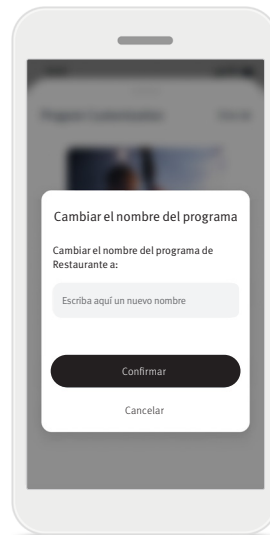 Cambiar el nombre del programa
Cambiar el nombre del programa de
Restaurante a:
Escriba aquí un nuevo nombre
Confirmar
Cancelar